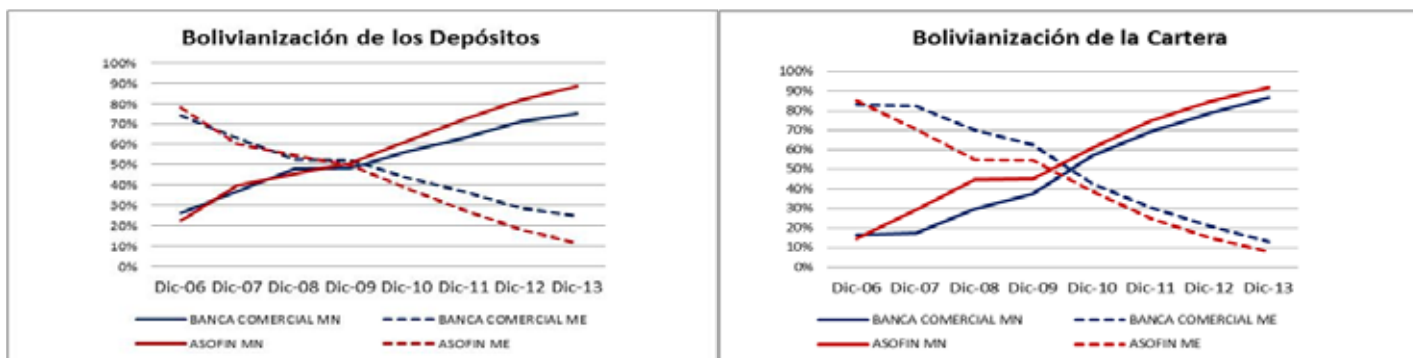 Bolivianización de los Depósitos
100%
90%
80%
70%
60%
50%
40%
30%
20%
10%
0%
Dic-06 Dic-07 Dic-08 Dic-09 Dic-10 Dic-11 Dic-12 Dic-13
BANCA COMERCIAL MN BANCA COMERCIAL ME
ASOFIN MN ASOFIN ME
Bolivianización de la Cartera
100%
90%
80%
70%
60%
50%
40%
30%
20%
10%
0%
Dic-06 Dic-07 Dic-08 Dic-09 Dic-10 Dic-11 Dic-12 Dic-13
BANCA COMERCIAL MN BANCA COMERCIAL ME
ASOFIN MN ASOFIN ME